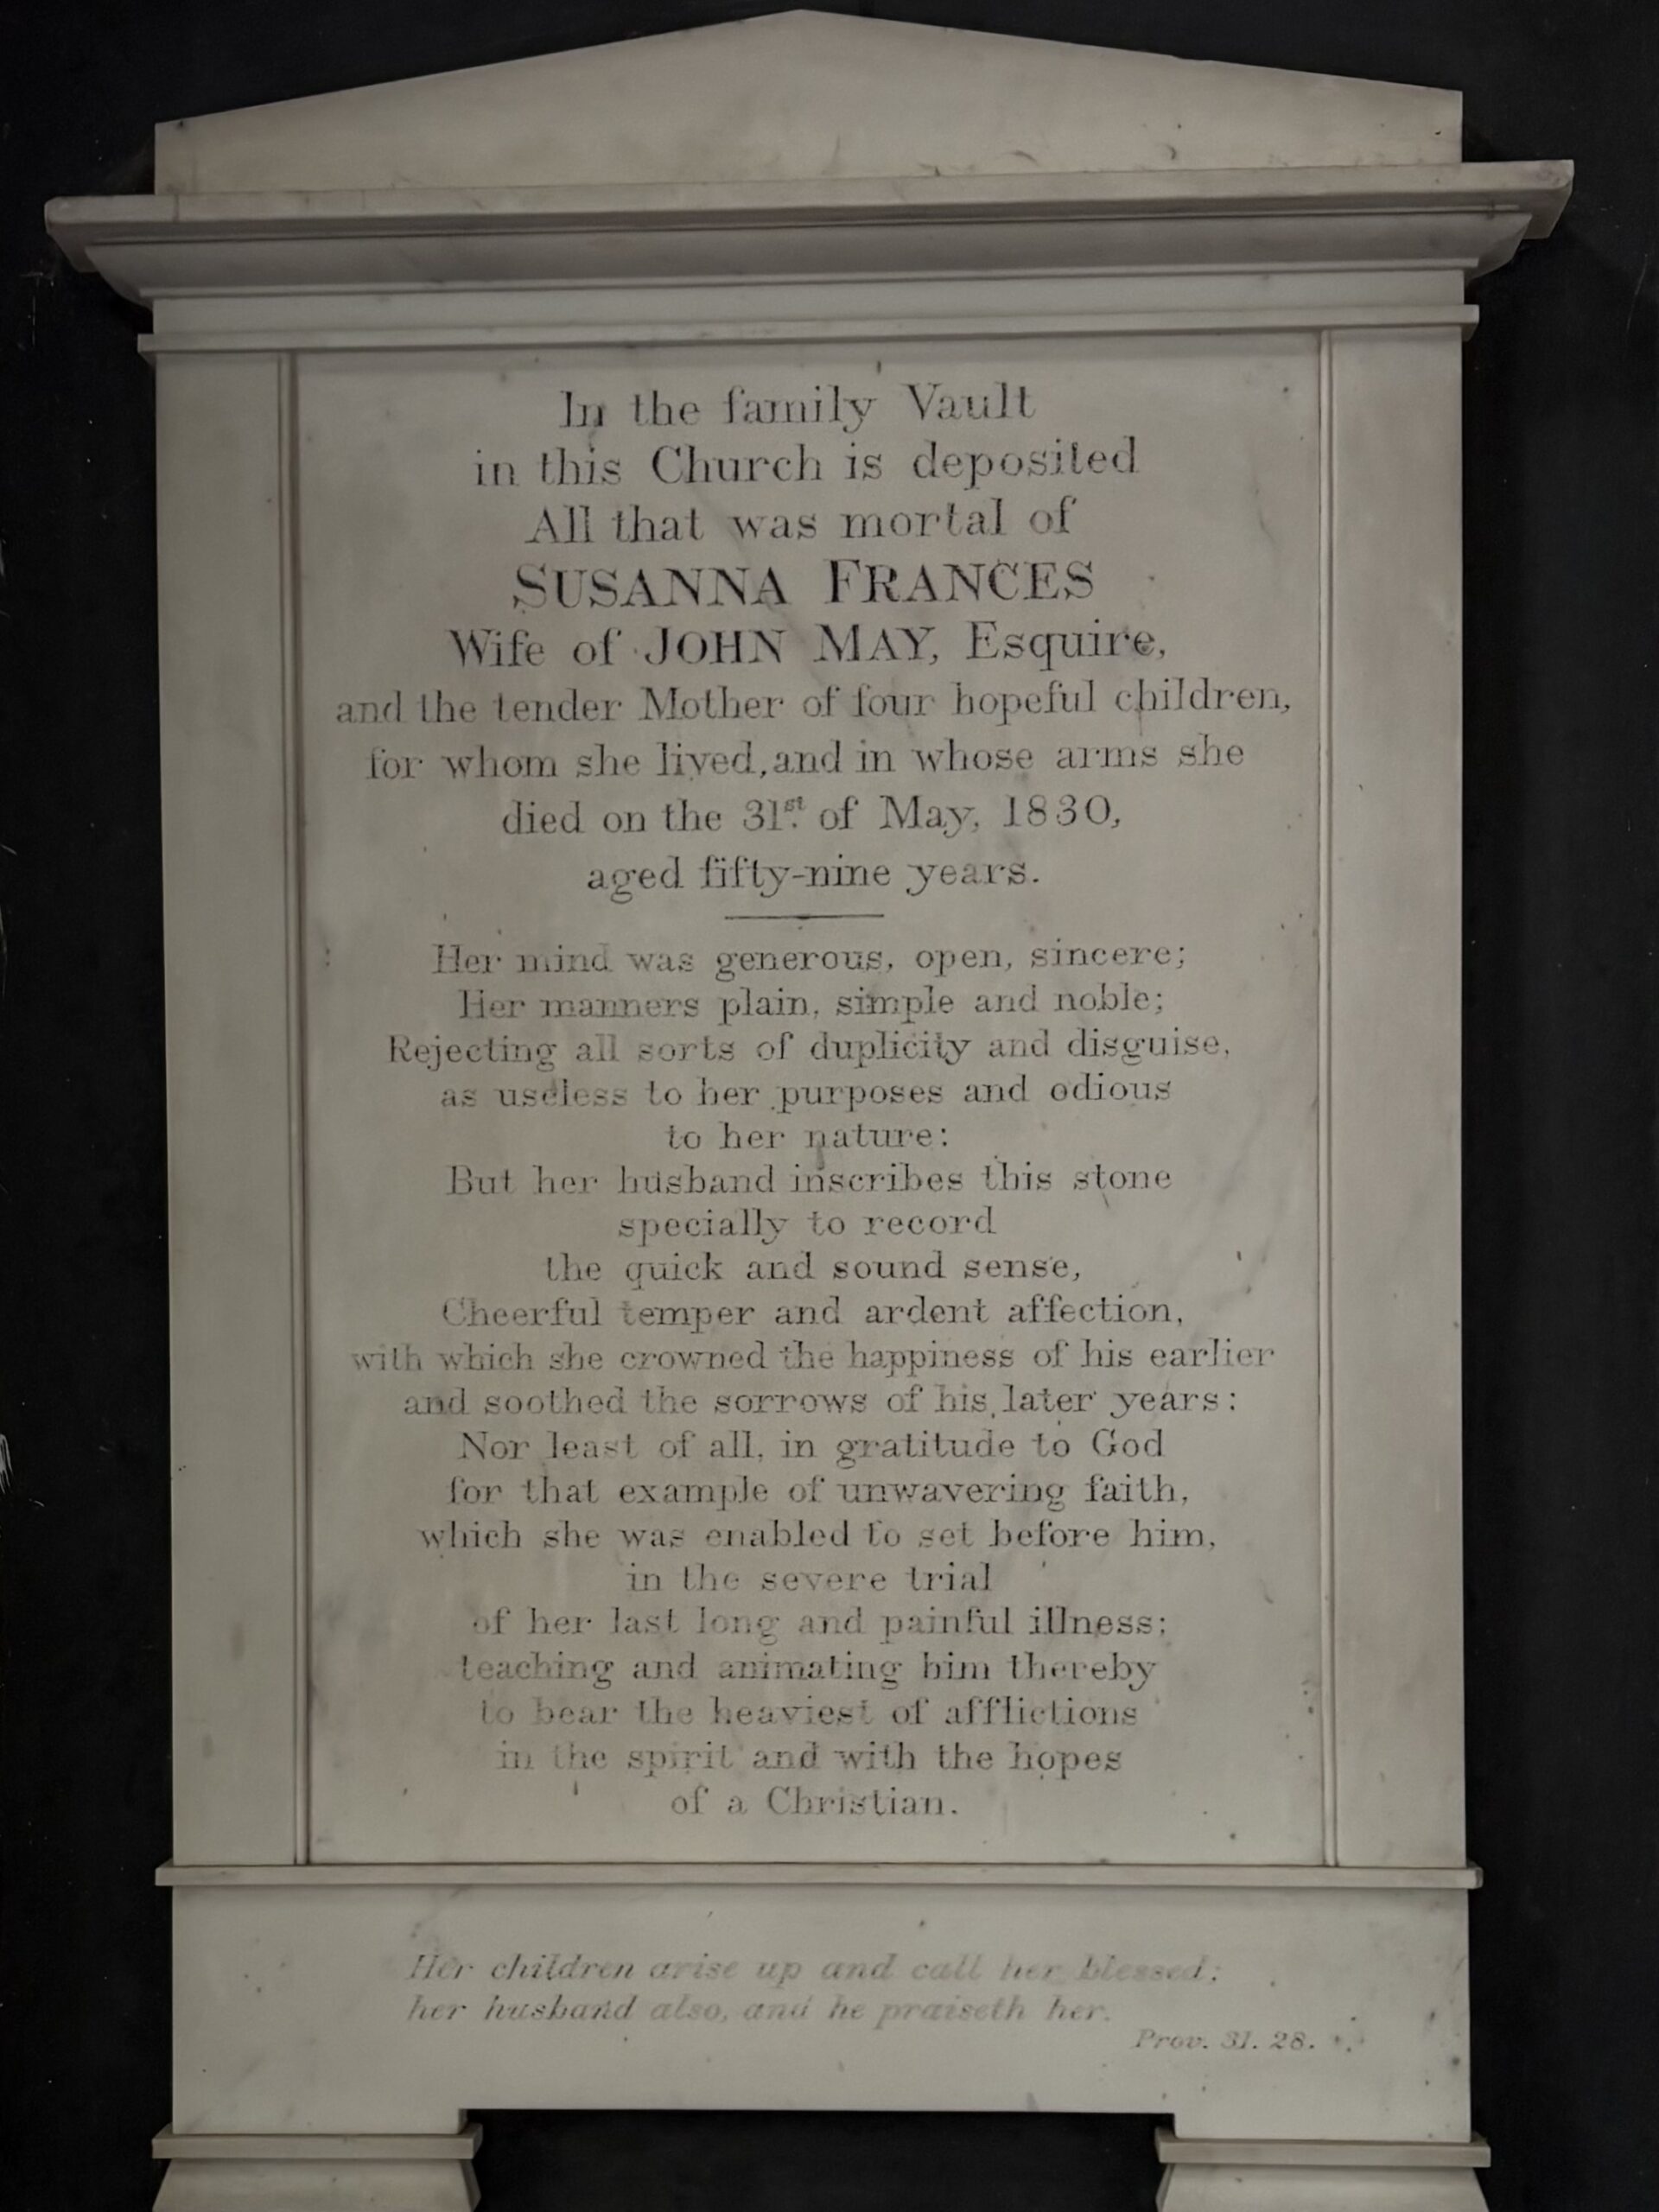 In the family Vault
in this Church is deposited
All that was mortal of
SUSANNA FRANCES
Wife of JOHN MAY, Esquire,
and the tender Mother of four hopeful children,
for whom she lived, and in whose arms she
died on the 31st. of May, 1830,
aged fifty-nine years.
Her mind was generous, open, sincere;
Her manners plain, simple and noble;
Rejecting all sorts of duplicity and disguise,
as useless to her purposes and odious
to her nature:
But her husband inscribes this stone
specially to record
the quick and sound sense,
Cheerful temper and ardent affection,
with which she crowned the happiness of his earlier
and soothed the sorrows of his later years:
Nor least of all, in gratitude to God
for that example of unwavering faith,
which she was enabled to set before him,
in the severe trial
of her last long and painful illness;
teaching and animating him thereby
to bear the heaviest of afflictions
in the spirit and with the hopes
of a Christian.
Her children arise up and call her blessed;
her husband also, and he praiseth her.
Prov. 31. 28.